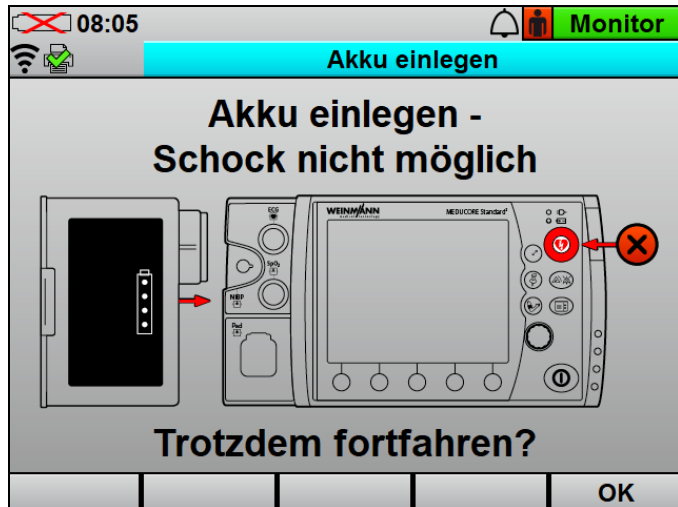 08:05
Monitor
Akku einlegen
Akku einlegen -
Schock nicht möglich
WEINMANN
MEDUCORE Standard²
ECG
SpO₂
NIBP
Pad
Trotzdem fortfahren?
OK